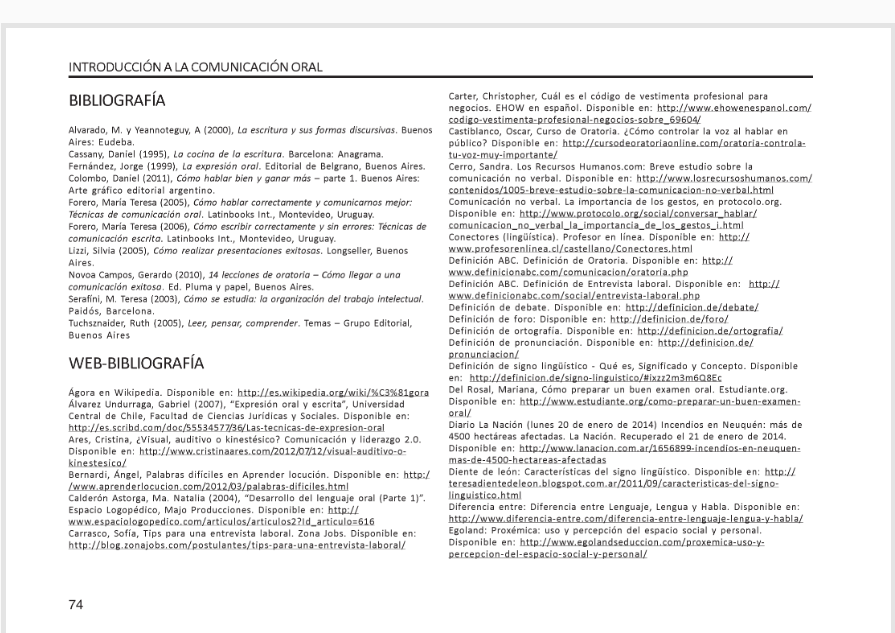 INTRODUCCIÓN A LA COMUNICACIÓN ORAL
BIBLIOGRAFÍA
Alvarado, M. y Yeannoteguy, A (2000), La escritura y sus formas discursivas. Buenos
Aires: Eudeba.
Cassany, Daniel (1995), La cocina de la escritura. Barcelona: Anagrama.
Fernández, Jorge (1999), La expresión oral. Editorial de Belgrano, Buenos Aires.
Colombo, Daniel (2011), Cómo hablar bien y ganar más – parte 1. Buenos Aires:
Arte gráfico editorial argentino.
Forero, María Teresa (2005), Cómo hablar correctamente y comunicarnos mejor:
Técnicas de comunicación oral. Latinbooks Int., Montevideo, Uruguay.
Forero, María Teresa (2006), Cómo escribir correctamente y sin errores: Técnicas de
comunicación escrita. Latinbooks Int., Montevideo, Uruguay.
Lizzi, Silvia (2005), Cómo realizar presentaciones exitosas. Longseller, Buenos
Aires.
Novoa Campos, Gerardo (2010), 14 lecciones de oratoria – Cómo llegar a una
comunicación exitosa. Ed. Pluma y papel, Buenos Aires.
Serafíni, M. Teresa (2003), Cómo se estudia: la organización del trabajo intelectual.
Paidós, Barcelona.
Tuchsznaider, Ruth (2005), Leer, pensar, comprender. Temas – Grupo Editorial,
Buenos Aires
WEB-BIBLIOGRAFÍA
Ágora en Wikipedia. Disponible en: http://es.wikipedia.org/wiki/%C3%81gora
Álvarez Undurraga, Gabriel (2007), “Expresión oral y escrita”, Universidad
Central de Chile, Facultad de Ciencias Jurídicas y Sociales. Disponible en:
http://es.scribd.com/doc/55534577/36/Las-tecnicas-de-expresion-oral
Ares, Cristina, ¿Visual, auditivo o kinestésico? Comunicación y liderazgo 2.0.
Disponible en: http://www.cristinaares.com/2012/07/12/visual-auditivo-o-
kinestesico/
Bernardi, Ángel, Palabras difíciles en Aprender locución. Disponible en: http:/
/www.aprenderlocucion.com/2012/03/palabras-dificiles.html
Calderón Astorga, Ma. Natalia (2004), “Desarrollo del lenguaje oral (Parte 1)”.
Espacio Logopédico, Majo Producciones. Disponible en: http://
www.espaciologopedico.com/articulos/articulos2?Id_articulo=616
Carrasco, Sofía, Tips para una entrevista laboral. Zona Jobs. Disponible en:
http://blog.zonajobs.com/postulantes/tips-para-una-entrevista-laboral/
Carter, Christopher, Cuál es el código de vestimenta profesional para
negocios. EHOW en español. Disponible en: http://www.ehowenespanol.com/
codigo-vestimenta-profesional-negocios-sobre_69604/
Castiblanco, Oscar, Curso de Oratoria. ¿Cómo controlar la voz al hablar en
público? Disponible en: http://cursodeoratoriaonline.com/oratoria-controla-
tu-voz-muy-importante/
Cerro, Sandra. Los Recursos Humanos.com: Breve estudio sobre la
comunicación no verbal. Disponible en: http://www.losrecursoshumanos.com/
contenidos/1005-breve-estudio-sobre-la-comunicacion-no-verbal.html
Comunicación no verbal. La importancia de los gestos, en protocolo.org.
Disponible en: http://www.protocolo.org/social/conversar_hablar/
comunicacion_no_verbal_la_importancia_de_los_gestos_i.html
Conectores (lingüística). Profesor en línea. Disponible en: http://
www.profesorenlinea.cl/castellano/Conectores.html
Definición ABC. Definición de Oratoria. Disponible en: http://
www.definicionabc.com/comunicacion/oratoria.php
Definición ABC. Definición de Entrevista laboral. Disponible en: http://
www.definicionabc.com/social/entrevista-laboral.php
Definición de debate. Disponible en: http://definicion.de/debate/
Definición de foro: Disponible en: http://definicion.de/foro/
Definición de ortografía. Disponible en: http://definicion.de/ortografia/
Definición de pronunciación. Disponible en: http://definicion.de/
pronunciacion/
Definición de signo lingüístico - Qué es, Significado y Concepto. Disponible
en: http://definicion.de/signo-linguistico/#ixzz2m3m6Q8Ec
Del Rosal, Mariana, Cómo preparar un buen examen oral. Estudiante.org.
Disponible en: http://www.estudiante.org/como-preparar-un-buen-examen-
oral/
Diario La Nación (lunes 20 de enero de 2014) Incendios en Neuquén: más de
4500 hectáreas afectadas. La Nación. Recuperado el 21 de enero de 2014.
Disponible en: http://www.lanacion.com.ar/1656899-incendios-en-neuquen-
mas-de-4500-hectareas-afectadas
Diente de león: Características del signo lingüístico. Disponible en: http://
teresadientedeleon.blogspot.com.ar/2011/09/caracteristicas-del-signo-
linguistico.html
Diferencia entre: Diferencia entre Lenguaje, Lengua y Habla. Disponible en:
http://www.diferencia-entre.com/diferencia-entre-lenguaje-lengua-y-habla/
Egoland: Proxémica: uso y percepción del espacio social y personal.
Disponible en: http://www.egolandseduccion.com/proxemica-uso-y-
percepcion-del-espacio-social-y-personal/
74